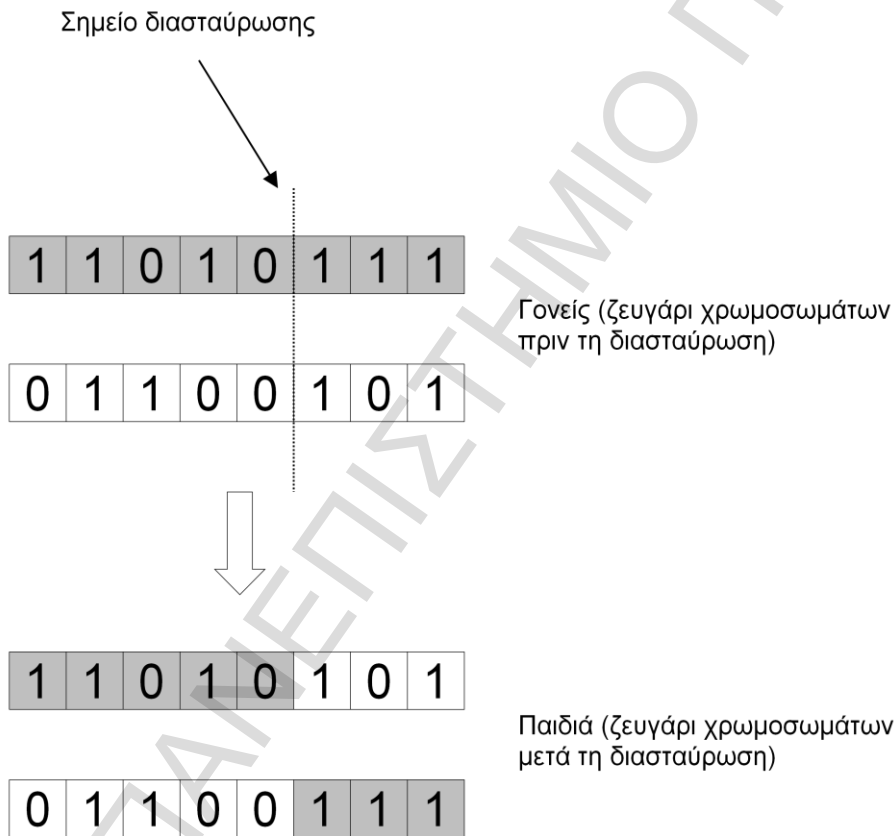 Σημείο διασταύρωσης
1 1 0 1 0 1 1 1
Γονείς (ζευγάρι χρωμοσωμάτων
πριν τη διασταύρωση)
0 1 1 0 0 1 0 1
1 1 0 1 0 1 0 1
Παιδιά (ζευγάρι χρωμοσωμάτων
μετά τη διασταύρωση)
0 1 1 0 0 1 1 1
ΠΑΝΕΠΙΣΤΗΜΙΟ